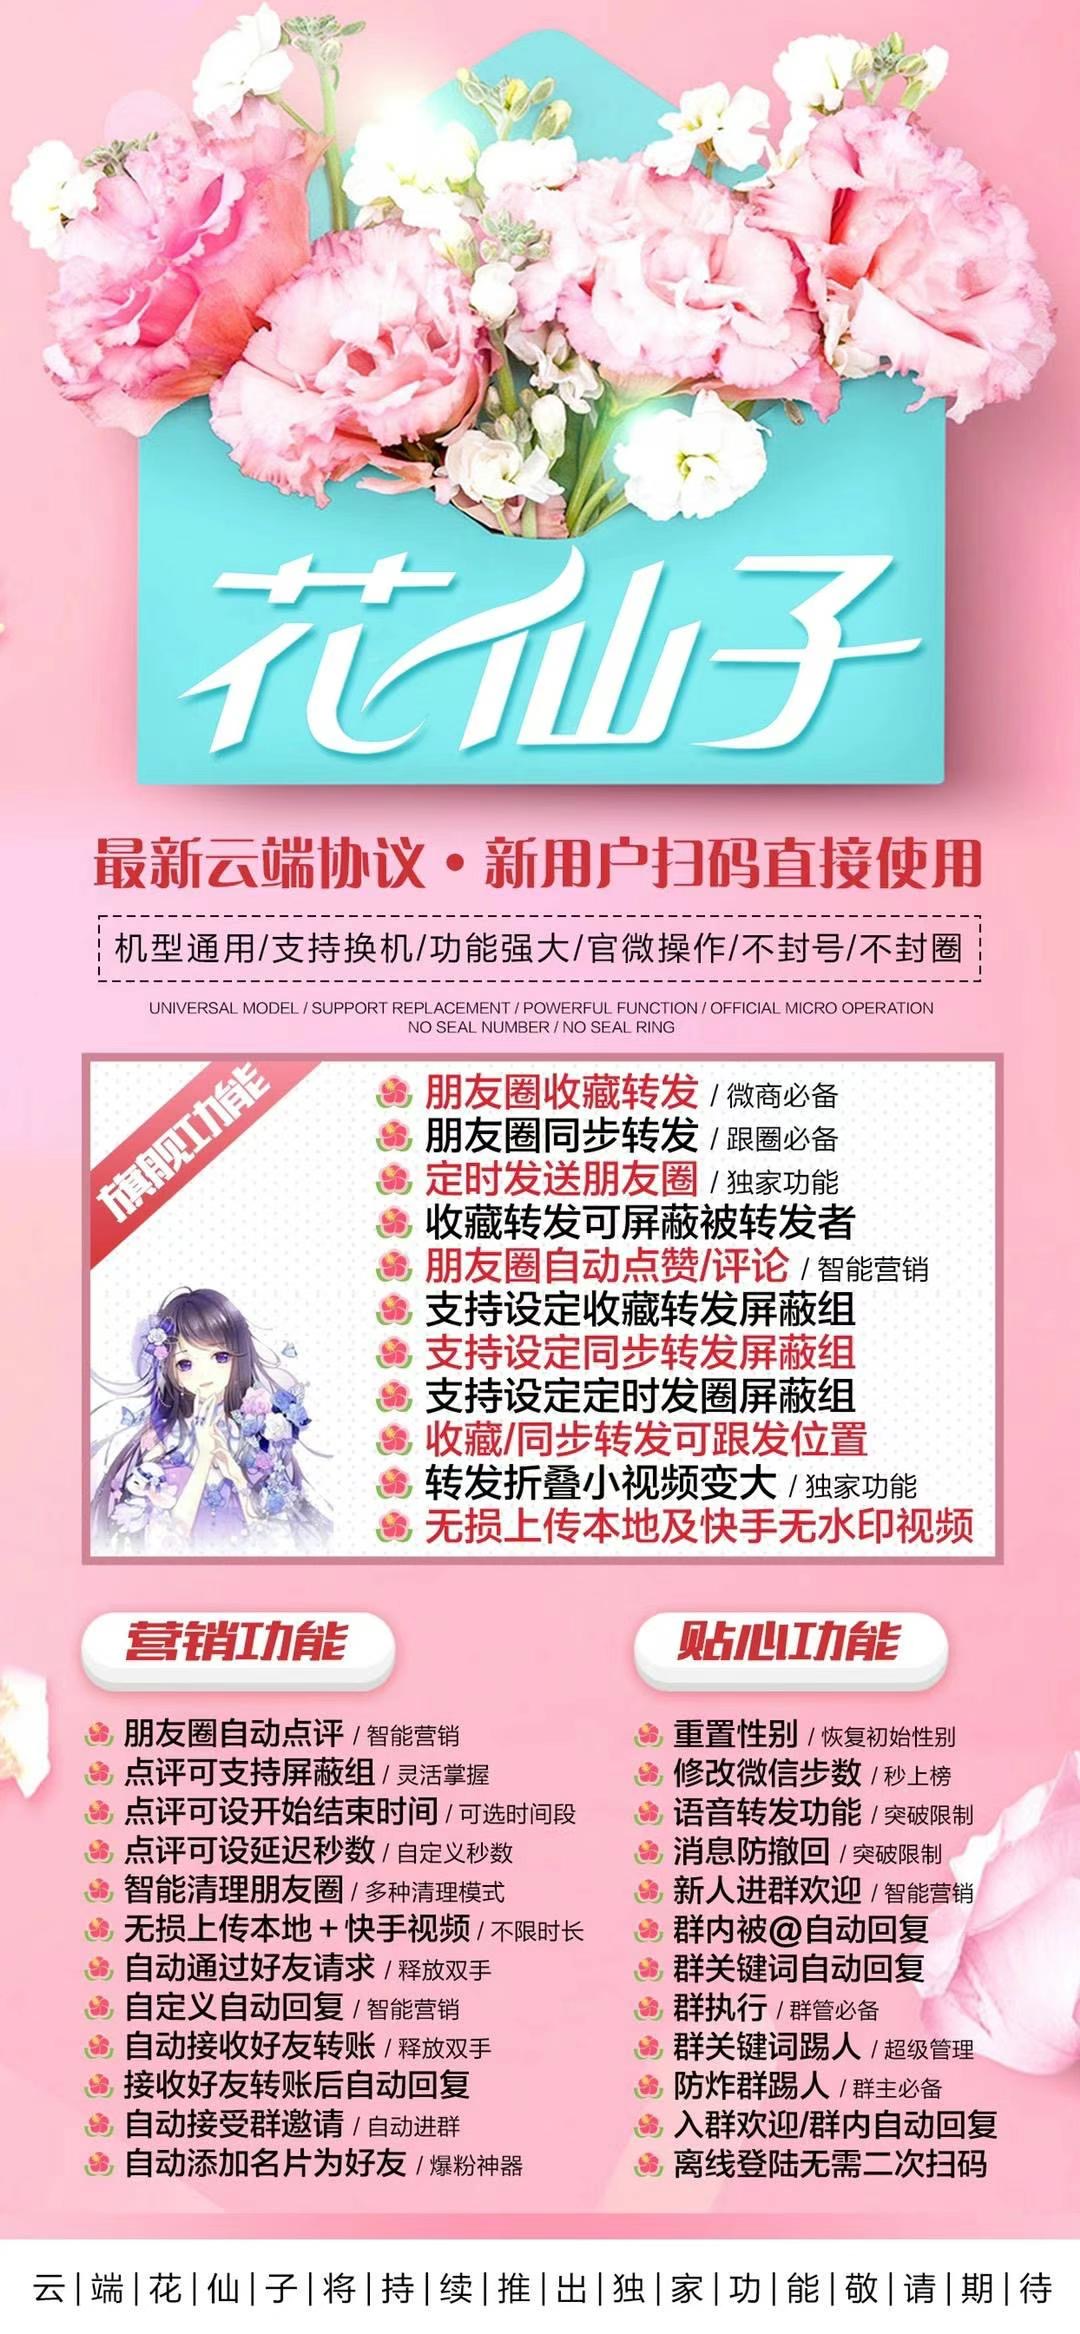 花仙子
最新云端协议·新用户扫码直接使用
机型通用/支持换机/功能强大/官微操作/不封号/不封圈
UNIVERSAL MODEL / SUPPORT REPLACEMENT / POWERFUL FUNCTION / OFFICIAL MICRO OPERATION
NO SEAL NUMBER / NO SEAL RING
旗舰功能
朋友圈收藏转发 / 微商必备
朋友圈同步转发 / 跟圈必备
定时发送朋友圈 / 独家功能
收藏转发可屏蔽被转发者
朋友圈自动点赞/评论 / 智能营销
支持设定收藏转发屏蔽组
支持设定同步转发屏蔽组
支持设定定时发圈屏蔽组
收藏/同步转发可跟发位置
转发折叠小视频变大 / 独家功能
无损上传本地及快手无水印视频
营销功能
朋友圈自动点评 / 智能营销
点评可支持屏蔽组 / 灵活掌握
点评可设开始结束时间 / 可选时间段
点评可设延迟秒数 / 自定义秒数
智能清理朋友圈 / 多种清理模式
无损上传本地+快手视频 / 不限时长
自动通过好友请求 / 释放双手
自定义自动回复 / 智能营销
自动接收好友转账 / 释放双手
接收好友转账后自动回复
自动接受群邀请 / 自动进群
自动添加名片为好友 / 爆粉神器
贴心功能
重置性别 / 恢复初始性别
修改微信步数 / 秒上榜
语音转发功能 / 突破限制
消息防撤回 / 突破限制
新人进群欢迎 / 智能营销
群内被@自动回复
群关键词自动回复
群执行 / 群管必备
群关键词踢人 / 超级管理
防炸群踢人 / 群主必备
入群欢迎/群内自动回复
离线登陆无需二次扫码
云|端|花|仙|子|将|持|续|推|出|独|家|功|能|敬|请|期|待